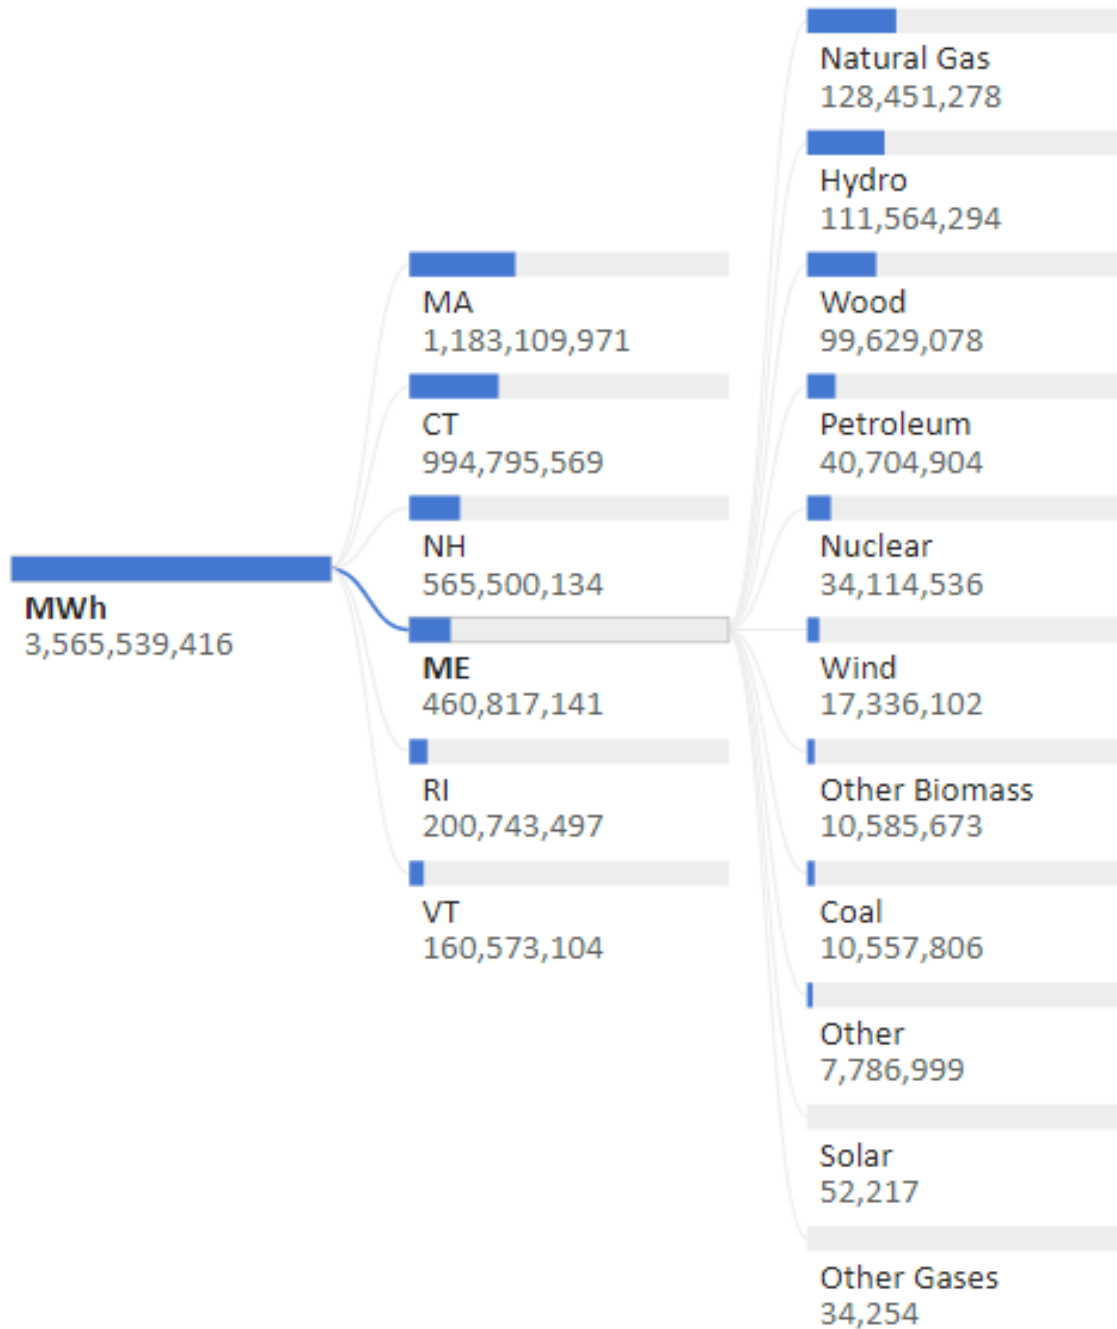 MWh
3,565,539,416
MA
1,183,109,971
CT
994,795,569
NH
565,500,134
ME
460,817,141
RI
200,743,497
VT
160,573,104
Natural Gas
128,451,278
Hydro
111,564,294
Wood
99,629,078
Petroleum
40,704,904
Nuclear
34,114,536
Wind
17,336,102
Other Biomass
10,585,673
Coal
10,557,806
Other
7,786,999
Solar
52,217
Other Gases
34,254